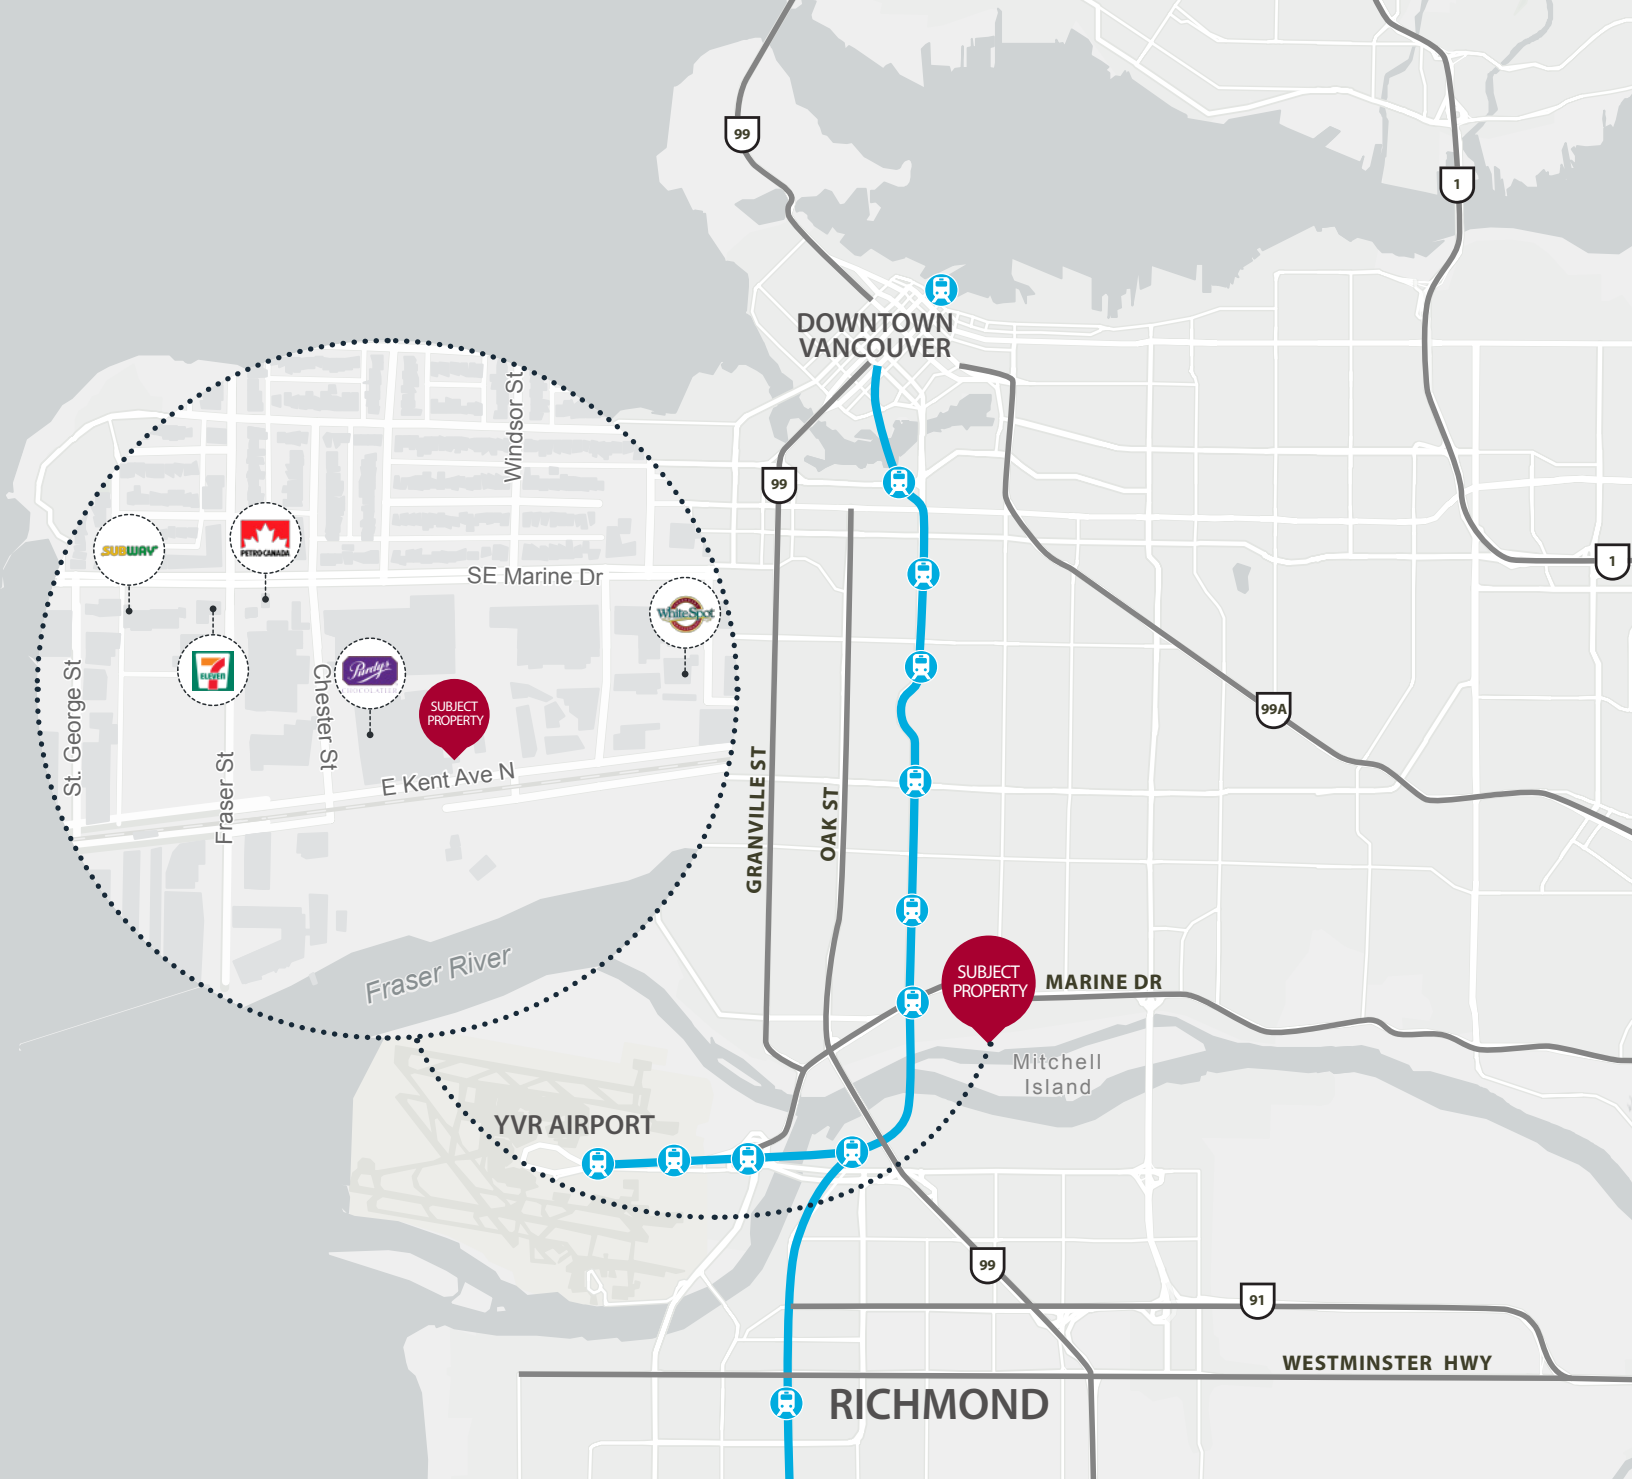 99
1
DOWNTOWN
VANCOUVER
Windsor St
99
SUBWAY
PETRO-CANADA
SE Marine Dr
1
WhiteSpot
7
ELEVEN
Purdys
CHOCOLATIER
St. George St
Chester St
SUBJECT
PROPERTY
99A
E Kent Ave N
Fraser St
GRANVILLE ST
OAK ST
Fraser River
SUBJECT
PROPERTY
MARINE DR
Mitchell
Island
YVR AIRPORT
99
91
WESTMINSTER HWY
RICHMOND